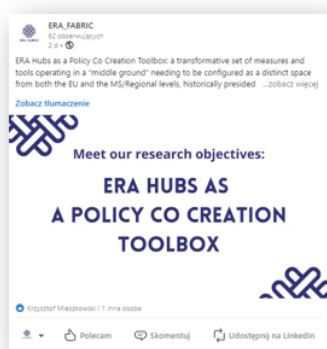 ERA_FABRIC
62 obserwujących
2 d •
ERA Hubs as a Policy Co Creation Toolbox: a transformative set of measures and
tools operating in a "middle ground" needing to be configured as a distinct space
from both the EU and the MS/Regional levels, historically presided ...zobacz więcej
Zobacz tłumaczenie
Meet our research objectives:
ERA HUBS AS
A POLICY CO CREATION
TOOLBOX
Krzysztof Mieszkowski i 1 inna osoba
Polecam Skomentuj Udostępnij na LinkedIn